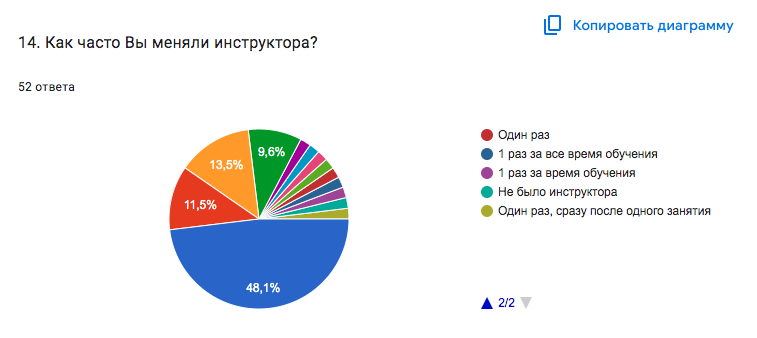 Копировать диаграмму
14. Как часто Вы меняли инструктора?
52 ответа
9,6%
13,5%
11,5%
48,1%
Один раз
1 раз за все время обучения
1 раз за время обучения
Не было инструктора
Один раз, сразу после одного занятия
2/2